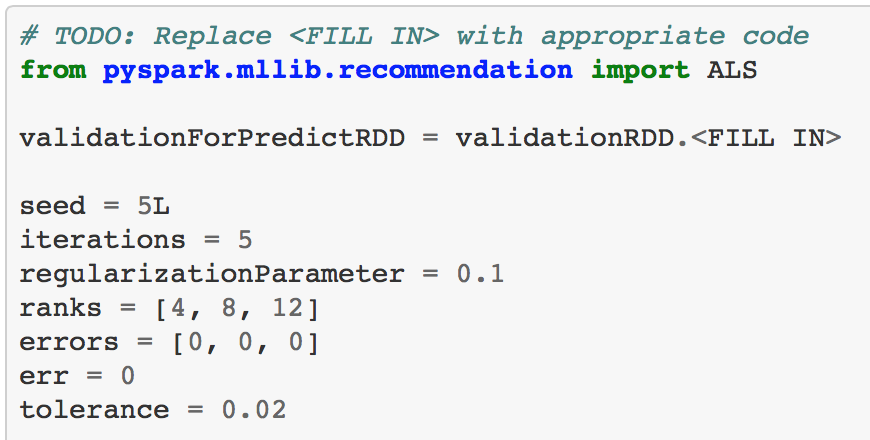 # TODO: Replace <FILL IN> with appropriate code
from pyspark.mllib.recommendation import ALS
validationForPredictRDD = validationRDD.<FILL IN>
seed = 5L
iterations = 5
regularizationParameter = 0.1
ranks = [4, 8, 12]
errors = [0, 0, 0]
err = 0
tolerance = 0.02